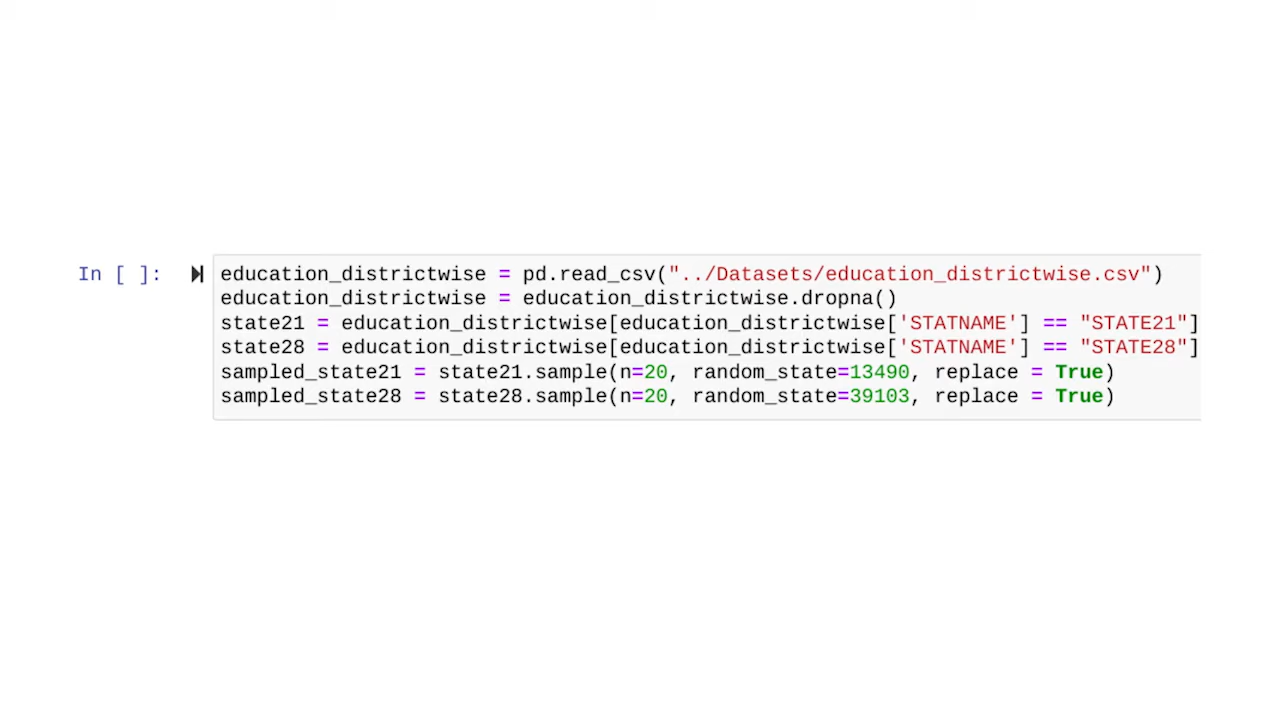 In [ ]: education_districtwise = pd.read_csv("../Datasets/education_districtwise.csv")
education_districtwise = education_districtwise.dropna()
state21 = education_districtwise[education_districtwise['STATNAME'] == "STATE21"]
state28 = education_districtwise[education_districtwise['STATNAME'] == "STATE28"]
sampled_state21 = state21.sample(n=20, random_state=13490, replace = True)
sampled_state28 = state28.sample(n=20, random_state=39103, replace = True)